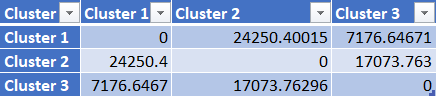 Cluster Cluster 1 Cluster 2 Cluster 3
Cluster 1 0 24250.40015 7176.64671
Cluster 2 24250.4 0 17073.763
Cluster 3 7176.6467 17073.76296 0